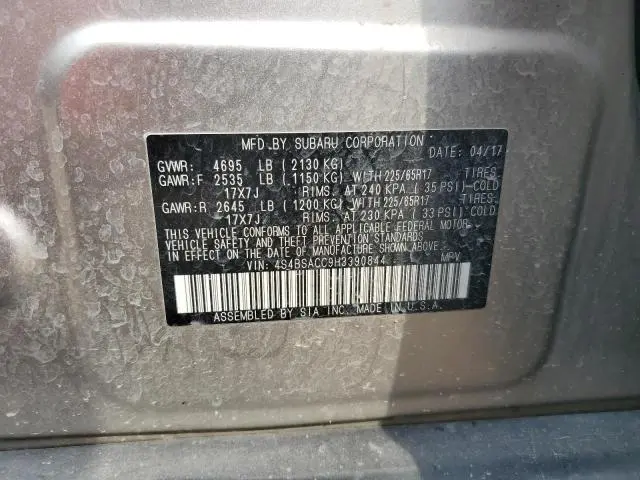 MFD.BY SUBARU CORPORATION DATE: 04/17
GVWR: 4695 LB ( 2130 KG)
GAWR:F 2535 LB ( 1150 KG) WITH 225/65R17 TIRES
17X7J RIMS, AT 240 KPA ( 35 PSI) COLD
GAWR:R 2645 LB ( 1200 KG) WITH 225/65R17 TIRES
17X7J RIMS, AT 230 KPA ( 33 PSI) COLD
THIS VEHICLE CONFORMS TO ALL APPLICABLE FEDERAL MOTOR
VEHICLE SAFETY AND THEFT PREVENTION STANDARDS
IN EFFECT ON THE DATE OF MANUFACTURE SHOWN ABOVE.
VIN: 4S4BSACC9H3390844 MPV
ASSEMBLED BY SIA INC. MADE IN U.S.A.